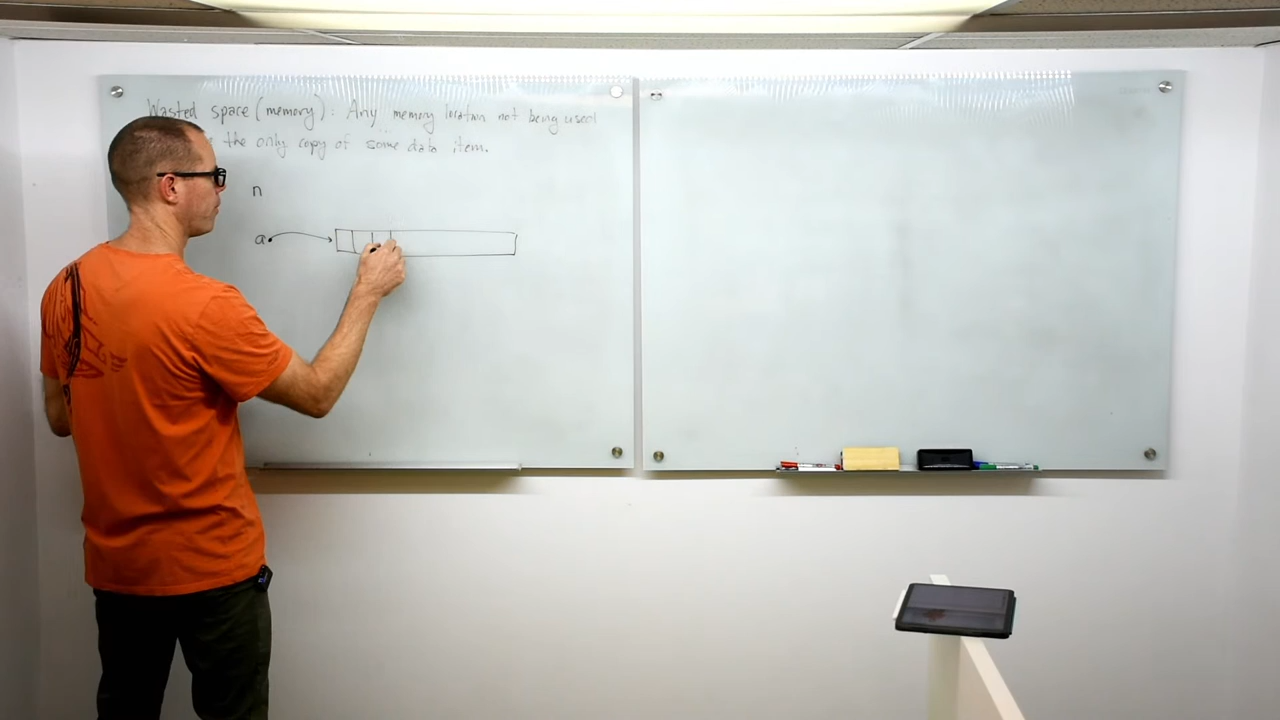 Wasted space (memory): Any memory location not being used
the only copy of some data item.
n
a